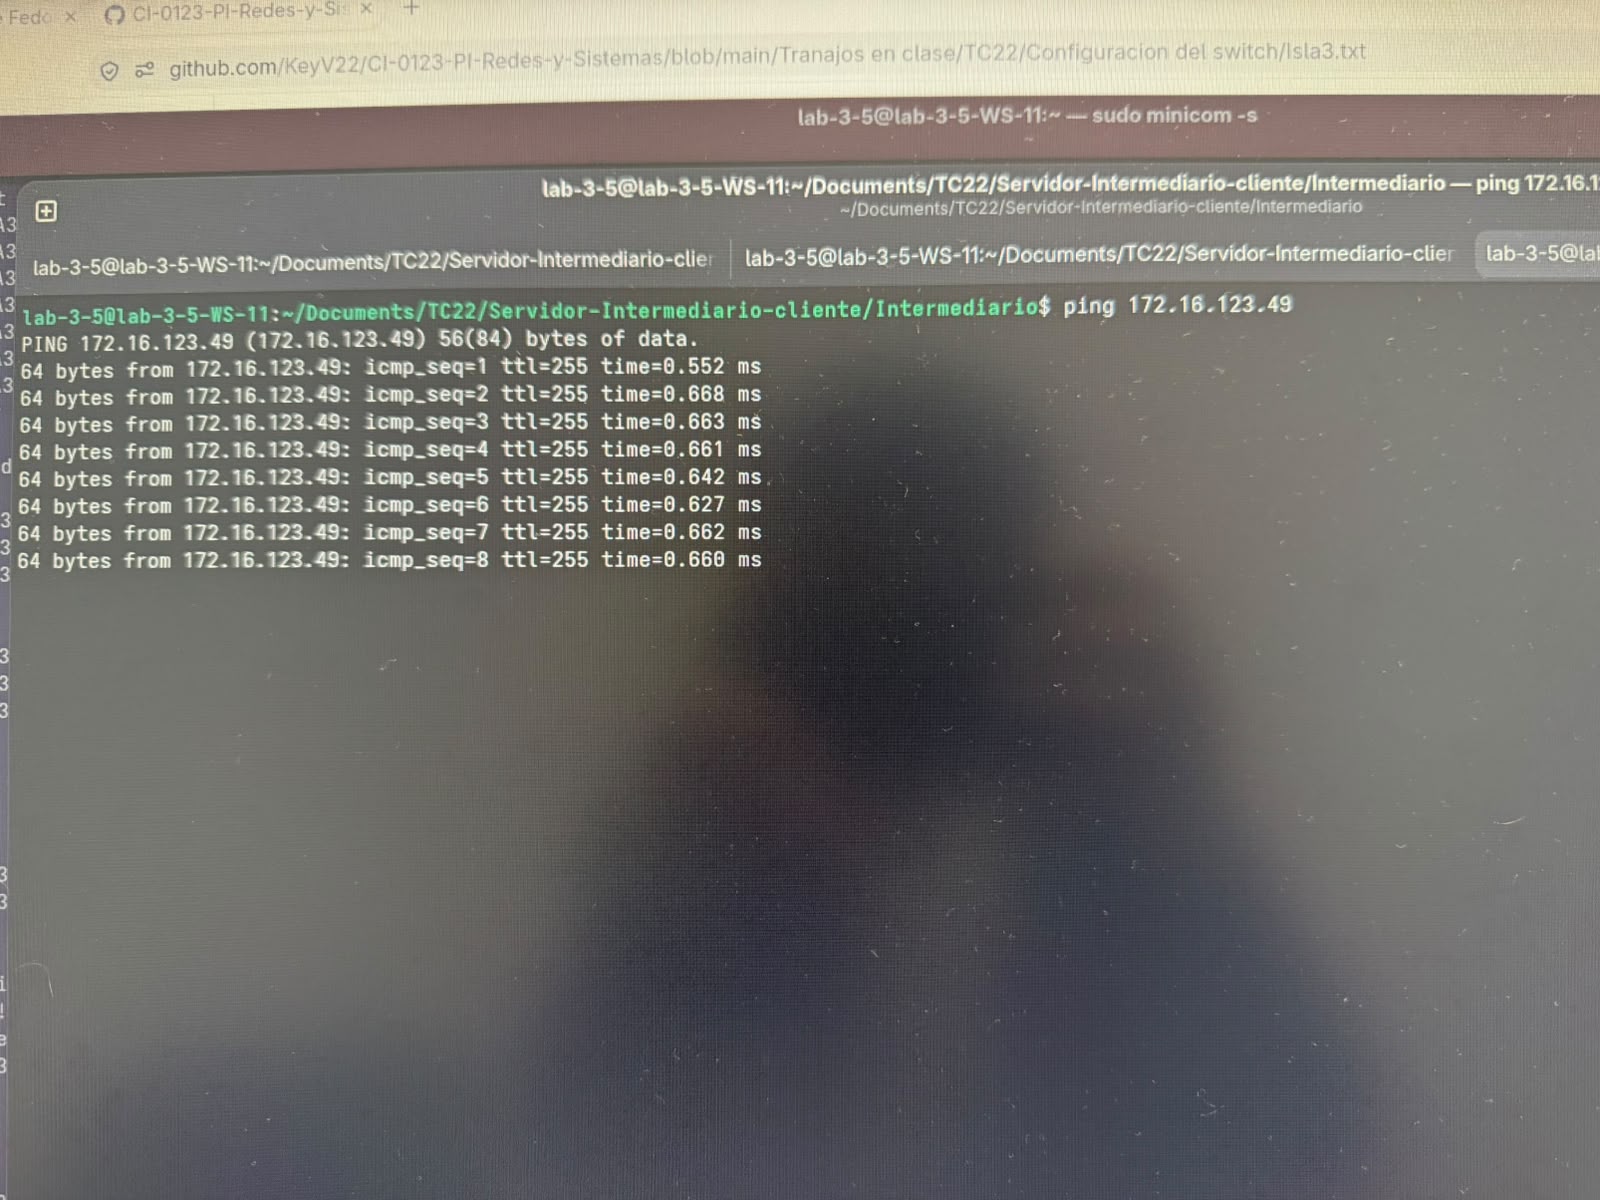 Fedo
CI-0123-PI-Redes-y-Si
github.com/KeyV22/CI-0123-PI-Redes-y-Sistemas/blob/main/Tranajos en clase/TC22/Configuracion del switch/Isla3.txt
lab-3-5@lab-3-5-WS-11:~ — sudo minicom -s
lab-3-5@lab-3-5-WS-11:~/Documents/TC22/Servidor-Intermediario-cliente/Intermediario — ping 172.16.1
~/Documents/TC22/Servidor-Intermediario-cliente/Intermediario
lab-3-5@lab-3-5-WS-11:~/Documents/TC22/Servidor-Intermediario-clier
lab-3-5@lab-3-5-WS-11:~/Documents/TC22/Servidor-Intermediario-clier
lab-3-5@la
lab-3-5@lab-3-5-WS-11:~/Documents/TC22/Servidor-Intermediario-cliente/Intermediario$ ping 172.16.123.49
PING 172.16.123.49 (172.16.123.49) 56(84) bytes of data.
64 bytes from 172.16.123.49: icmp_seq=1 ttl=255 time=0.552 ms
64 bytes from 172.16.123.49: icmp_seq=2 ttl=255 time=0.668 ms
64 bytes from 172.16.123.49: icmp_seq=3 ttl=255 time=0.663 ms
64 bytes from 172.16.123.49: icmp_seq=4 ttl=255 time=0.661 ms
64 bytes from 172.16.123.49: icmp_seq=5 ttl=255 time=0.642 ms
64 bytes from 172.16.123.49: icmp_seq=6 ttl=255 time=0.627 ms
64 bytes from 172.16.123.49: icmp_seq=7 ttl=255 time=0.662 ms
64 bytes from 172.16.123.49: icmp_seq=8 ttl=255 time=0.660 ms